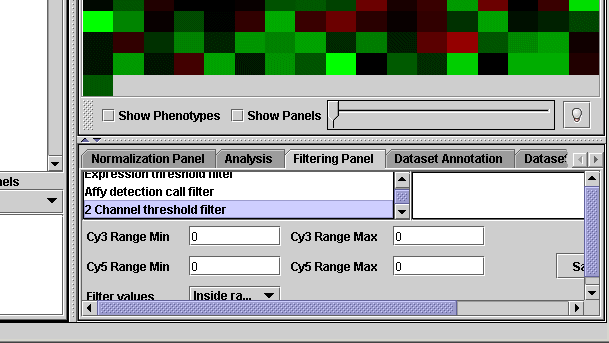 Show Phenotypes Show Panels
Normalization Panel Analysis Filtering Panel Dataset Annotation Dataset
nels
Expression threshold filter
Affy detection call filter
2 Channel threshold filter
Cy3 Range Min 0 Cy3 Range Max 0
Cy5 Range Min 0 Cy5 Range Max 0
Sa
Filter values Inside ra...